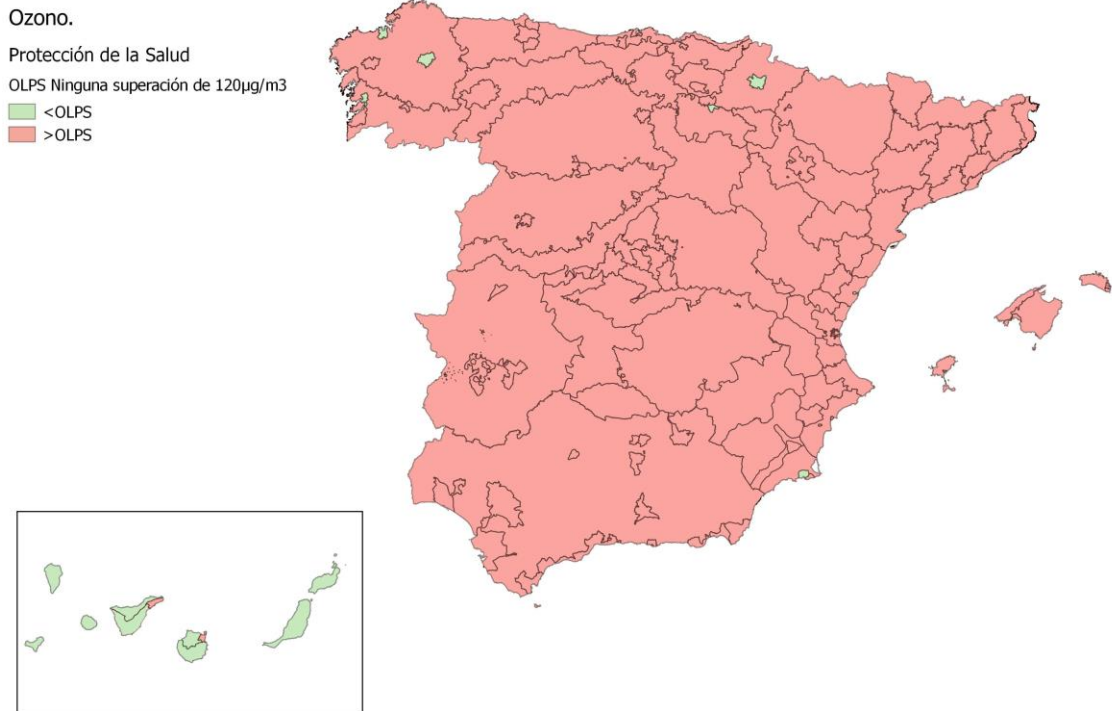 Ozono.
Protección de la Salud
OLPS Ninguna superación de 120µg/m3
<OLPS
>OLPS